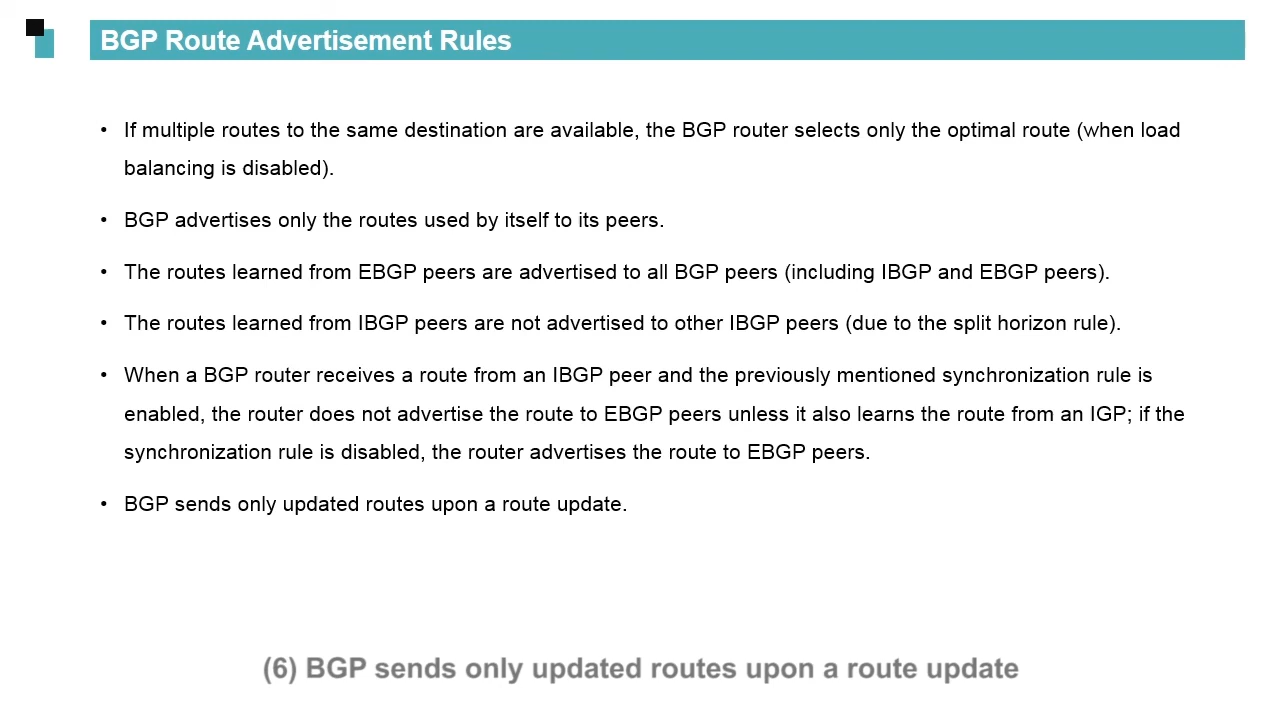 BGP Route Advertisement Rules
• If multiple routes to the same destination are available, the BGP router selects only the optimal route (when load
balancing is disabled).
• BGP advertises only the routes used by itself to its peers.
• The routes learned from EBGP peers are advertised to all BGP peers (including IBGP and EBGP peers).
• The routes learned from IBGP peers are not advertised to other IBGP peers (due to the split horizon rule).
• When a BGP router receives a route from an IBGP peer and the previously mentioned synchronization rule is
enabled, the router does not advertise the route to EBGP peers unless it also learns the route from an IGP; if the
synchronization rule is disabled, the router advertises the route to EBGP peers.
• BGP sends only updated routes upon a route update.
(6) BGP sends only updated routes upon a route update